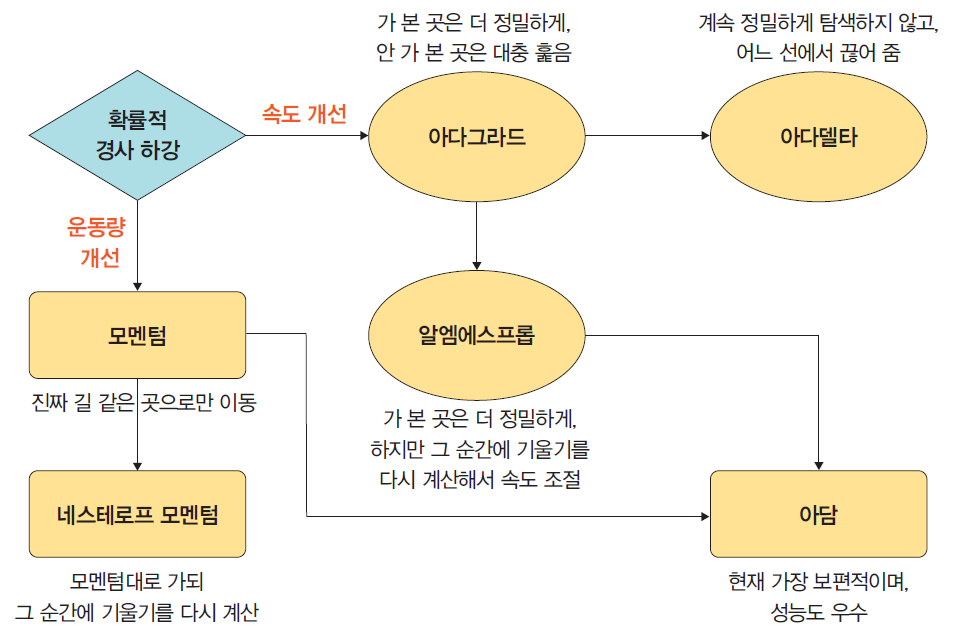 가 본 곳은 더 정밀하게,
안 가 본 곳은 대충 훑음
계속 정밀하게 탐색하지 않고,
어느 선에서 끊어 줌
확률적
경사 하강
속도 개선
아다그라드
아다델타
운동량
개선
모멘텀
진짜 길 같은 곳으로만 이동
알엠에스프롭
가 본 곳은 더 정밀하게,
하지만 그 순간에 기울기를
다시 계산해서 속도 조절
네스테로프 모멘텀
모멘텀대로 가되
그 순간에 기울기를 다시 계산
아담
현재 가장 보편적이며,
성능도 우수